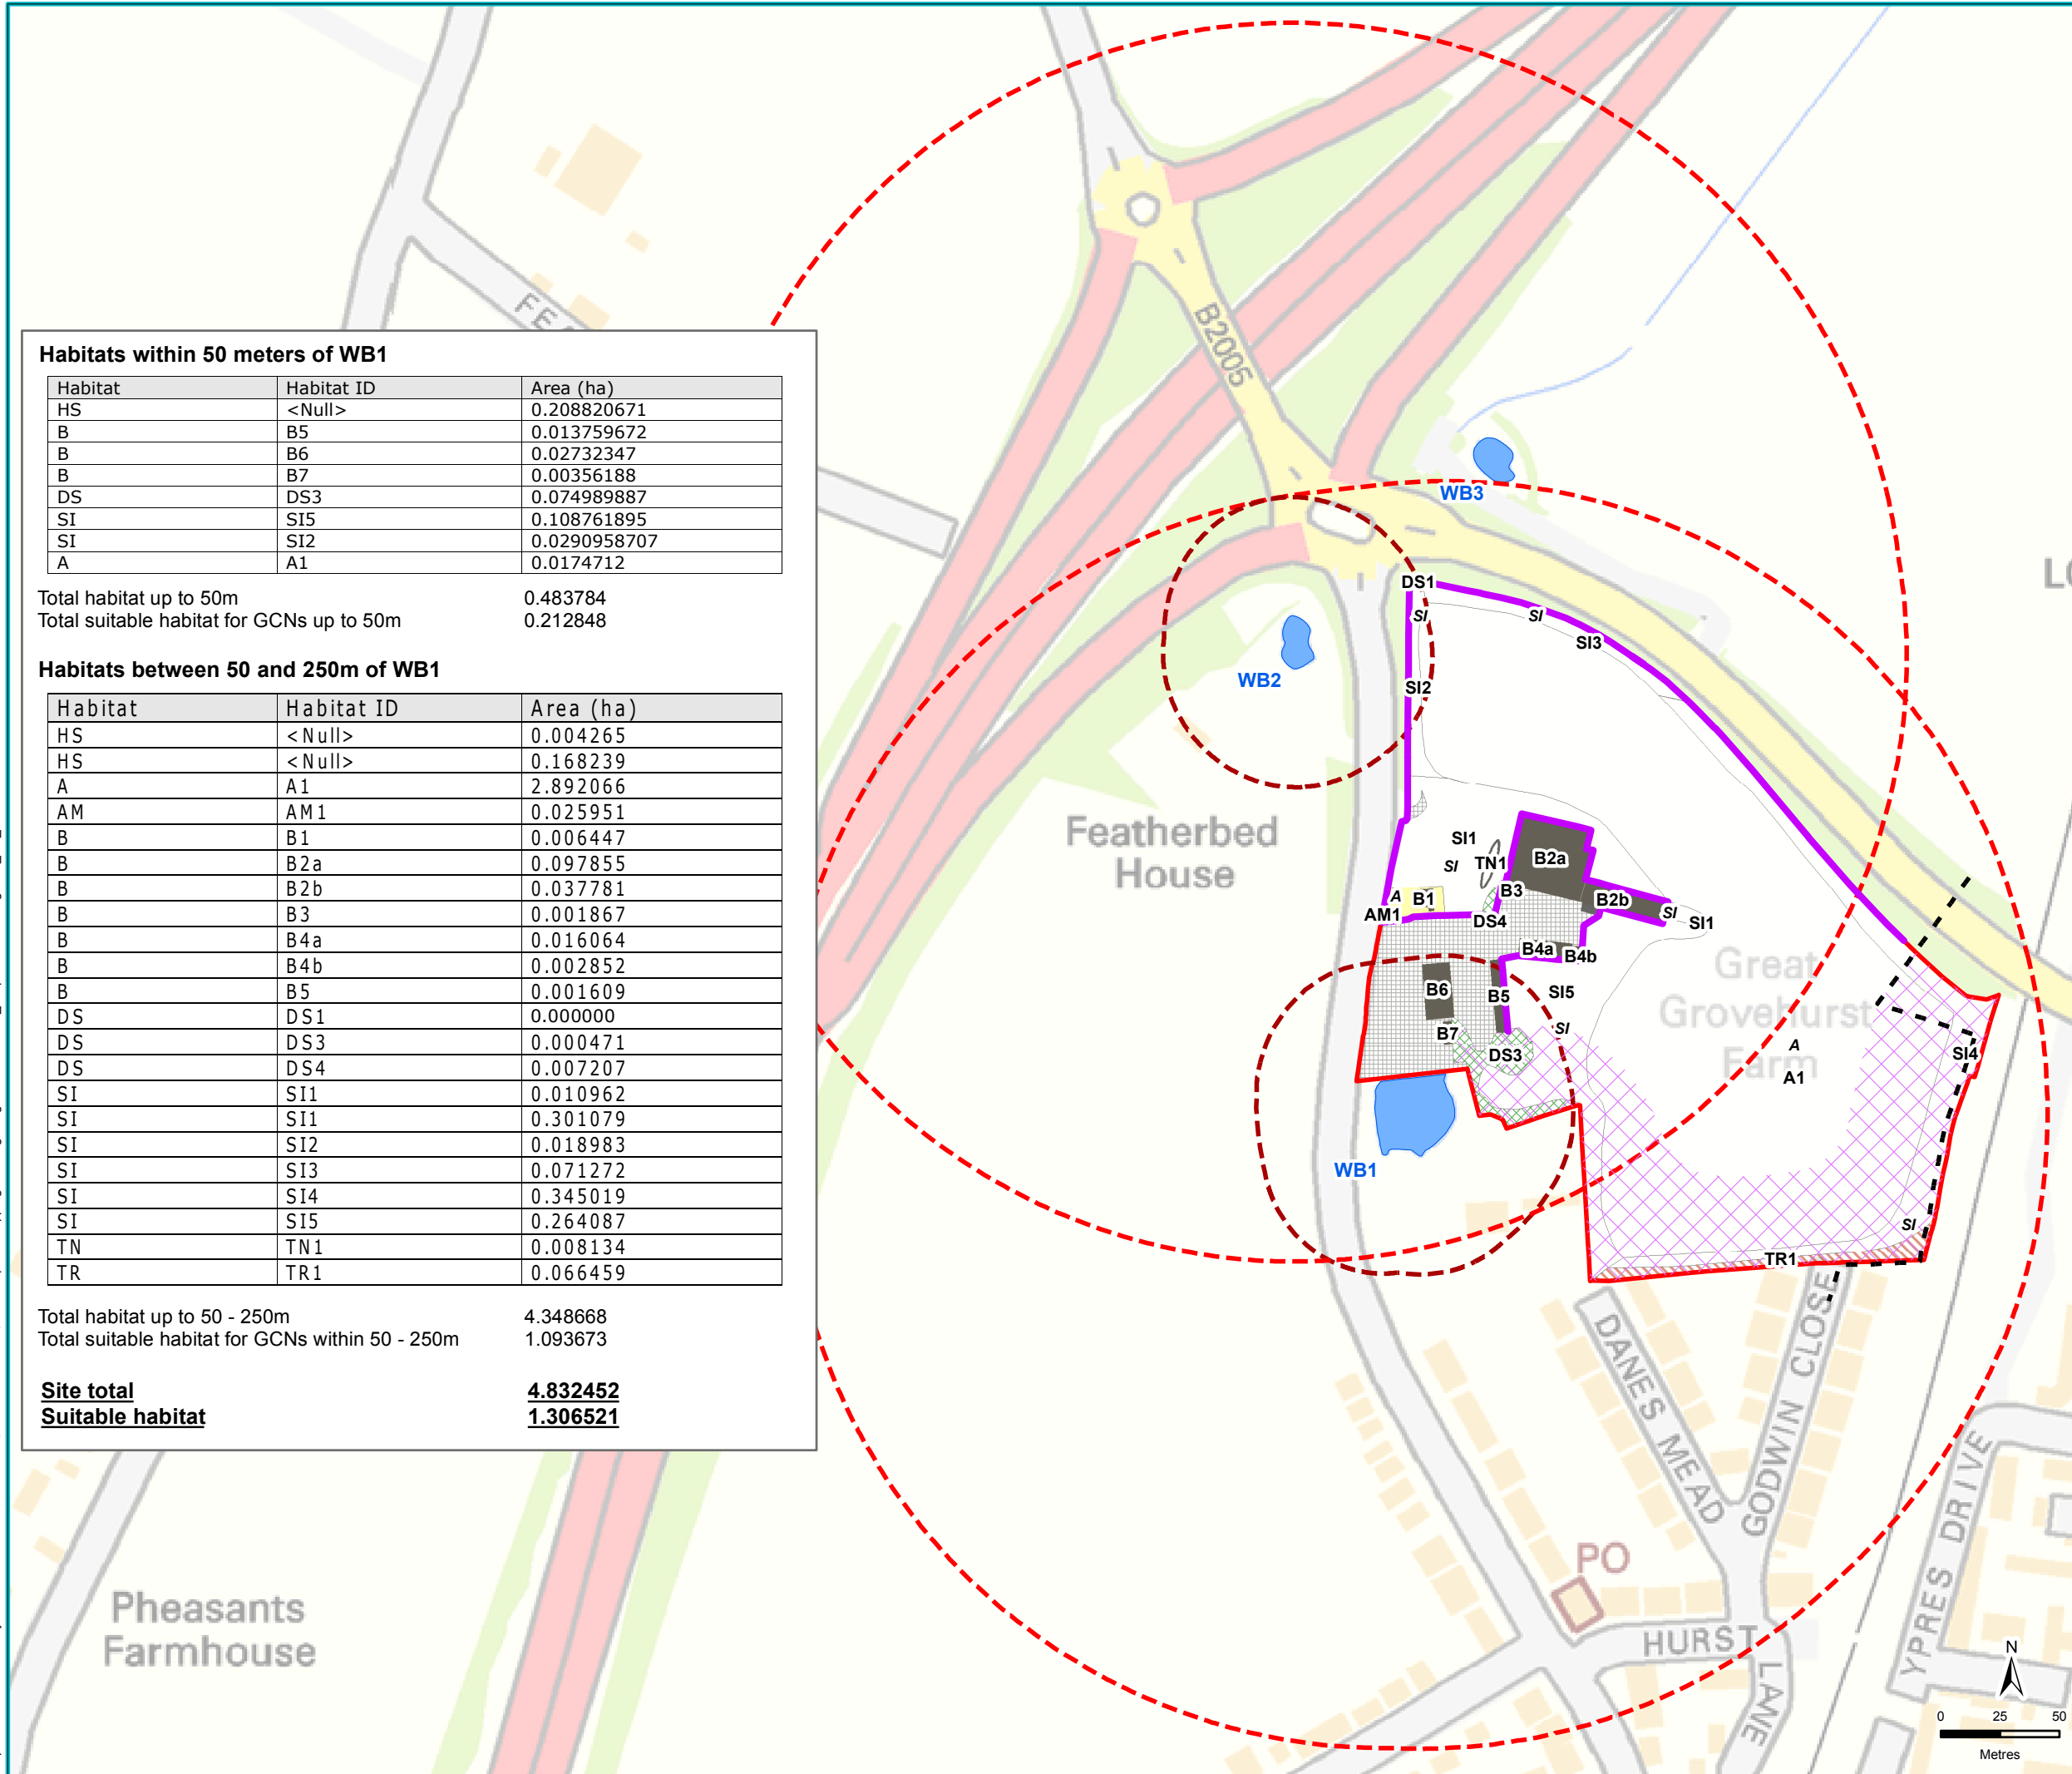 Habitats within 50 meters of WB1
Habitat Habitat ID Area (ha)
HS <Null> 0.208820671
B B5 0.013759672
B B6 0.02732347
B B7 0.00356188
DS DS3 0.074989887
SI SI5 0.108761895
SI SI2 0.0290958707
A A1 0.0174712
Total habitat up to 50m 0.483784
Total suitable habitat for GCNs up to 50m 0.212848
Habitats between 50 and 250m of WB1
Habitat Habitat ID Area (ha)
HS <Null> 0.004265
HS <Null> 0.168239
A A1 2.892066
AM AM1 0.025951
B B1 0.006447
B B2a 0.097855
B B2b 0.037781
B B3 0.001867
B B4a 0.016064
B B4b 0.002852
B B5 0.001609
DS DS1 0.000000
DS DS3 0.000471
DS DS4 0.007207
SI SI1 0.010962
SI SI1 0.301079
SI SI2 0.018983
SI SI3 0.071272
SI SI4 0.345019
SI SI5 0.264087
TN TN1 0.008134
TR TR1 0.066459
Total habitat up to 50 - 250m 4.348668
Total suitable habitat for GCNs within 50 - 250m 1.093673
Site total 4.832452
Suitable habitat 1.306521
B2005
WB3
DS1
SI
SI
SI3
WB2
SI2
Featherbed
House
SI1
SI
TN1
B2a
A
B1
B3
B2b
SI
SI1
AM1
DS4
B4a
B4b
B6
B5
SI5
SI
B7
DS3
Great
Grovehurst
Farm
A
A1
SI4
WB1
SI
TR1
DANES MEAD
GODWIN CLOSE
YPRES DRIVE
PO
HURST
LANE
Pheasants
Farmhouse
N
0 25 50
Metres